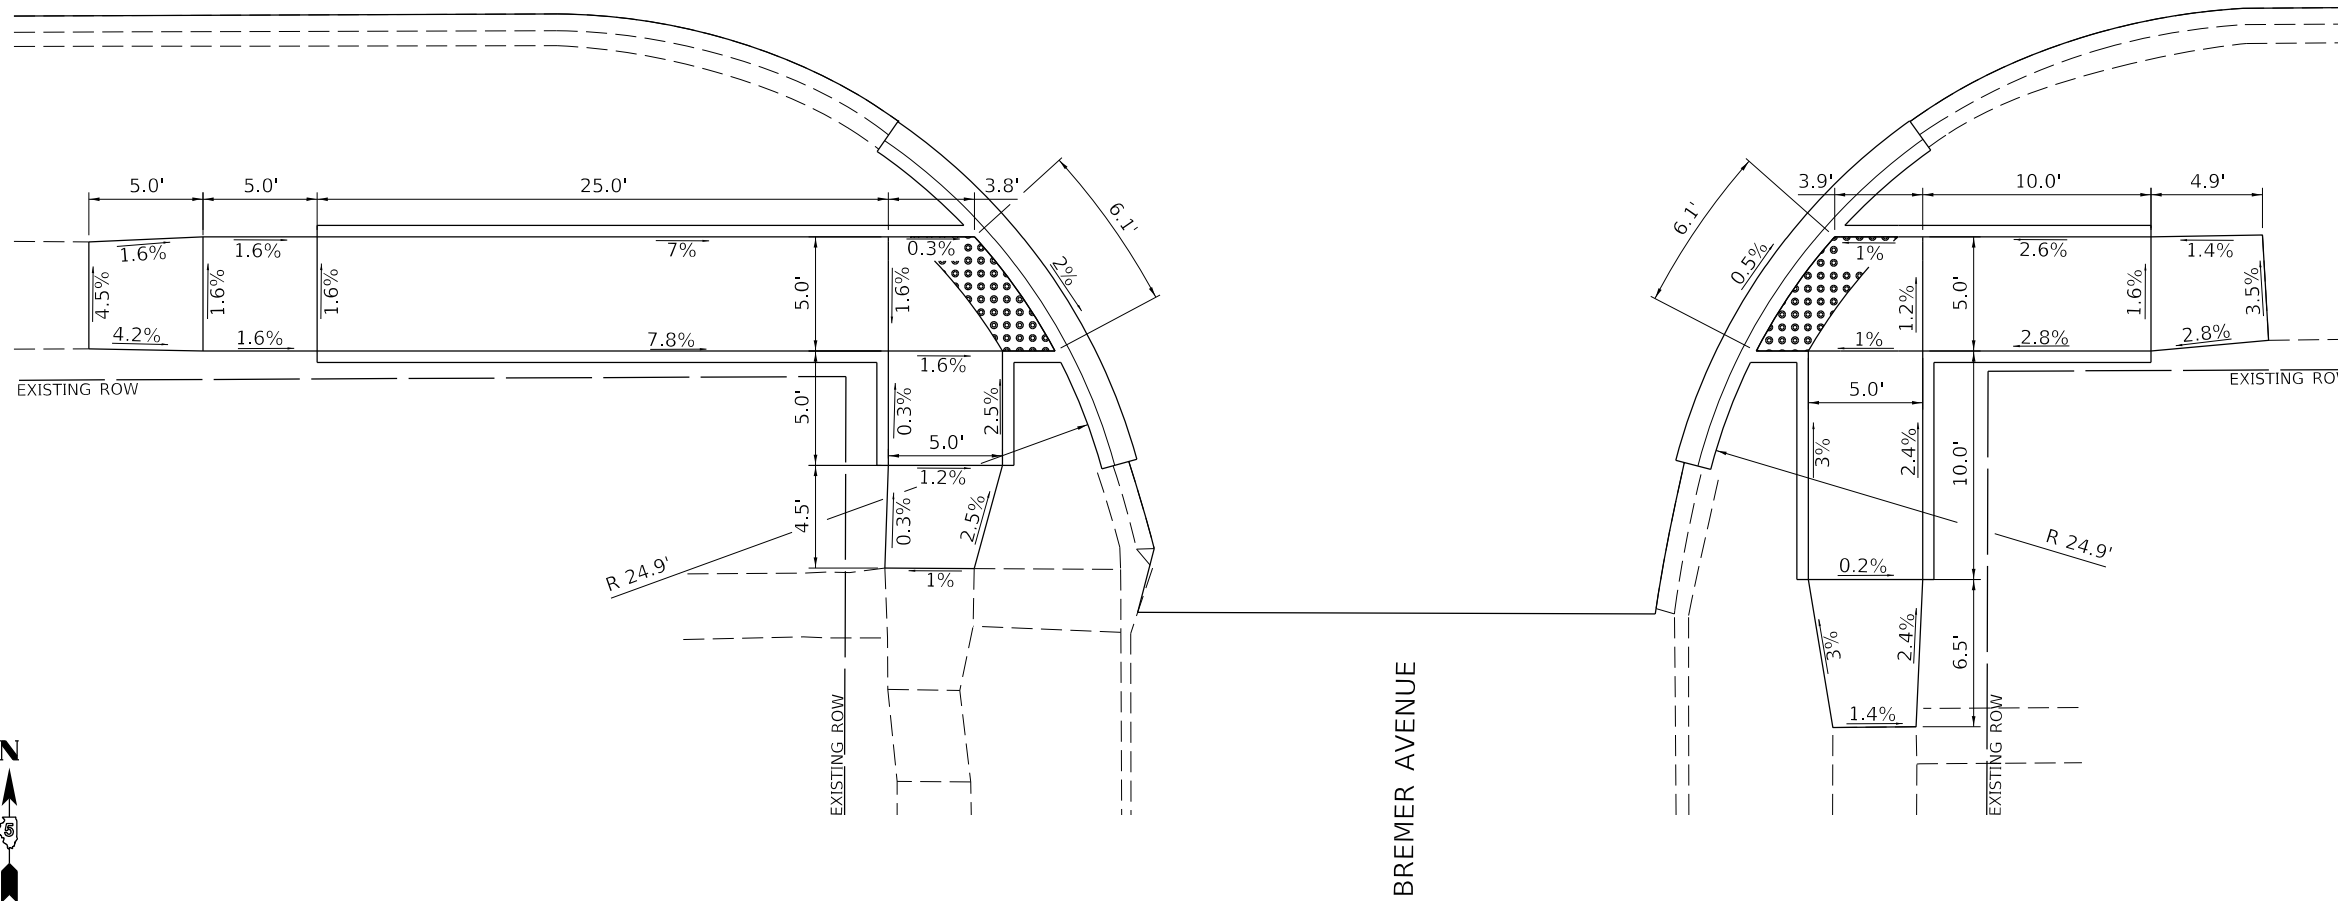 5.0' 5.0' 25.0' 3.8' 3.9' 10.0' 4.9'
6.1' 6.1'
1.6% 1.6% 7% 0.3% 2% 0.5% 1% 2.6% 1.4%
4.5% 1.6% 1.6% 5.0' 1.6% 1.2% 5.0' 1.6% 3.5%
4.2% 1.6% 7.8% 1.6% 1% 2.8% 2.8%
EXISTING ROW
EXISTING RO
5.0' 0.3% 2.5% 5.0'
5.0' 3% 2.4% 10.0'
1.2%
4.5' 0.3% 2.5%
R 24.9'
R 24.9'
1%
0.2%
3% 2.4% 6.5'
1.4%
EXISTING ROW
BREMER AVENUE
EXISTING ROW
N
5